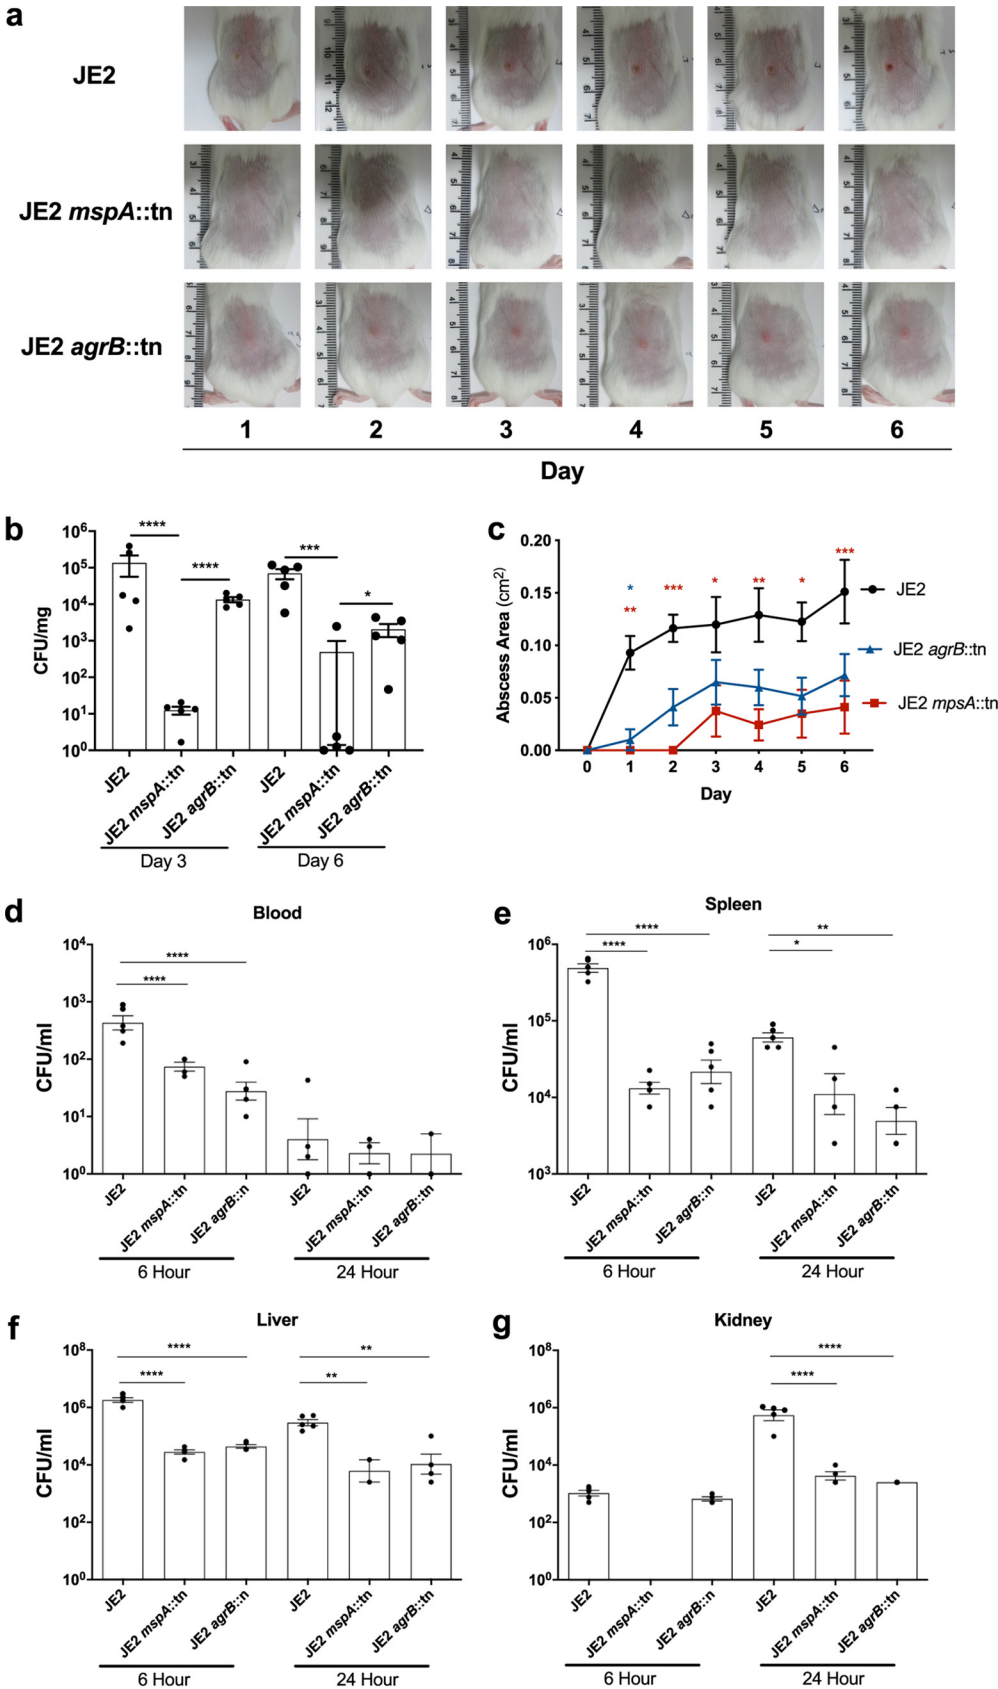 a
JE2
JE2 mspA::tn
JE2 agrB::tn
1 2 3 4 5 6
Day
b
CFU/mg
10⁶
10⁵
10⁴
10³
10²
10¹
10⁰
**** **** *** *
JE2 JE2 mspA::tn JE2 agrB::tn JE2 JE2 mspA::tn JE2 agrB::tn
Day 3 Day 6
c
Abscess Area (cm²)
0.20
0.15
0.10
0.05
0.00
* ** *** * ** * ***
JE2
JE2 agrB::tn
JE2 mpsA::tn
0 1 2 3 4 5 6
Day
d
Blood
CFU/ml
10⁴
10³
10²
10¹
10⁰
****
****
JE2 JE2 mspA::tn JE2 agrB::n JE2 JE2 mspA::tn JE2 agrB::tn
6 Hour 24 Hour
e
Spleen
CFU/ml
10⁶
10⁵
10⁴
10³
**** **
**** *
JE2 JE2 mspA::tn JE2 agrB::n JE2 JE2 mspA::tn JE2 agrB::tn
6 Hour 24 Hour
f
Liver
CFU/ml
10⁸
10⁶
10⁴
10²
10⁰
**** **
**** **
JE2 JE2 mspA::tn JE2 agrB::n JE2 JE2 mspA::tn JE2 agrB::tn
6 Hour 24 Hour
g
Kidney
CFU/ml
10⁸
10⁶
10⁴
10²
10⁰
****
****
JE2 JE2 mspA::tn JE2 agrB::n JE2 JE2 mspA::tn JE2 agrB::tn
6 Hour 24 Hour